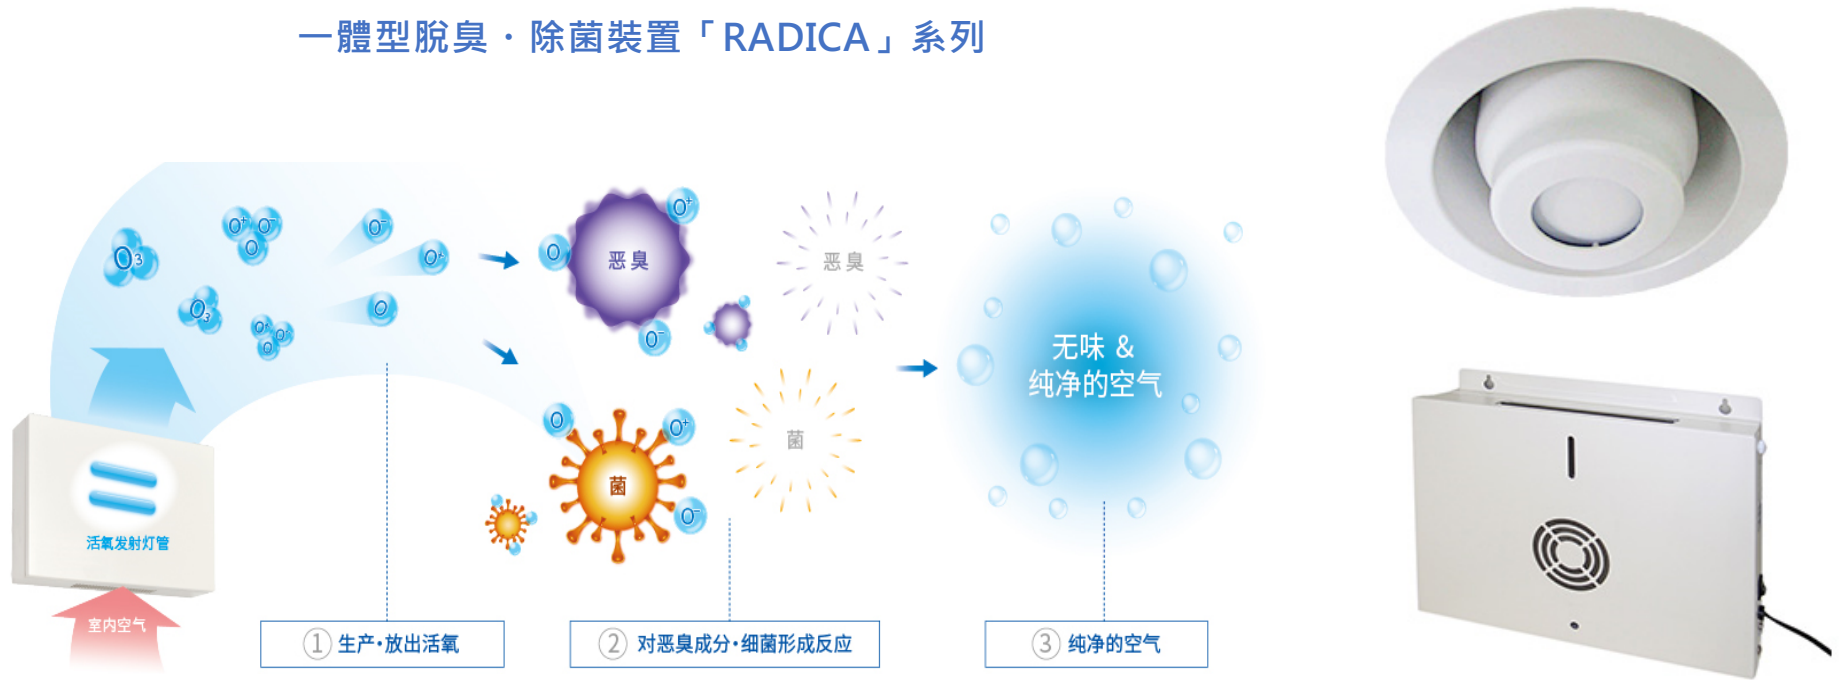 一體型脫臭・除菌裝置「RADICA」系列
O3
O+
O-
O
O3
O+
O-
O
O-
O+
O
O
O+
恶臭
O-
恶臭
O
O+
菌
O-
菌
无味 &
纯净的空气
活氧发射灯管
室内空气
① 生产・放出活氧
② 对恶臭成分・细菌形成反应
③ 纯净的空气